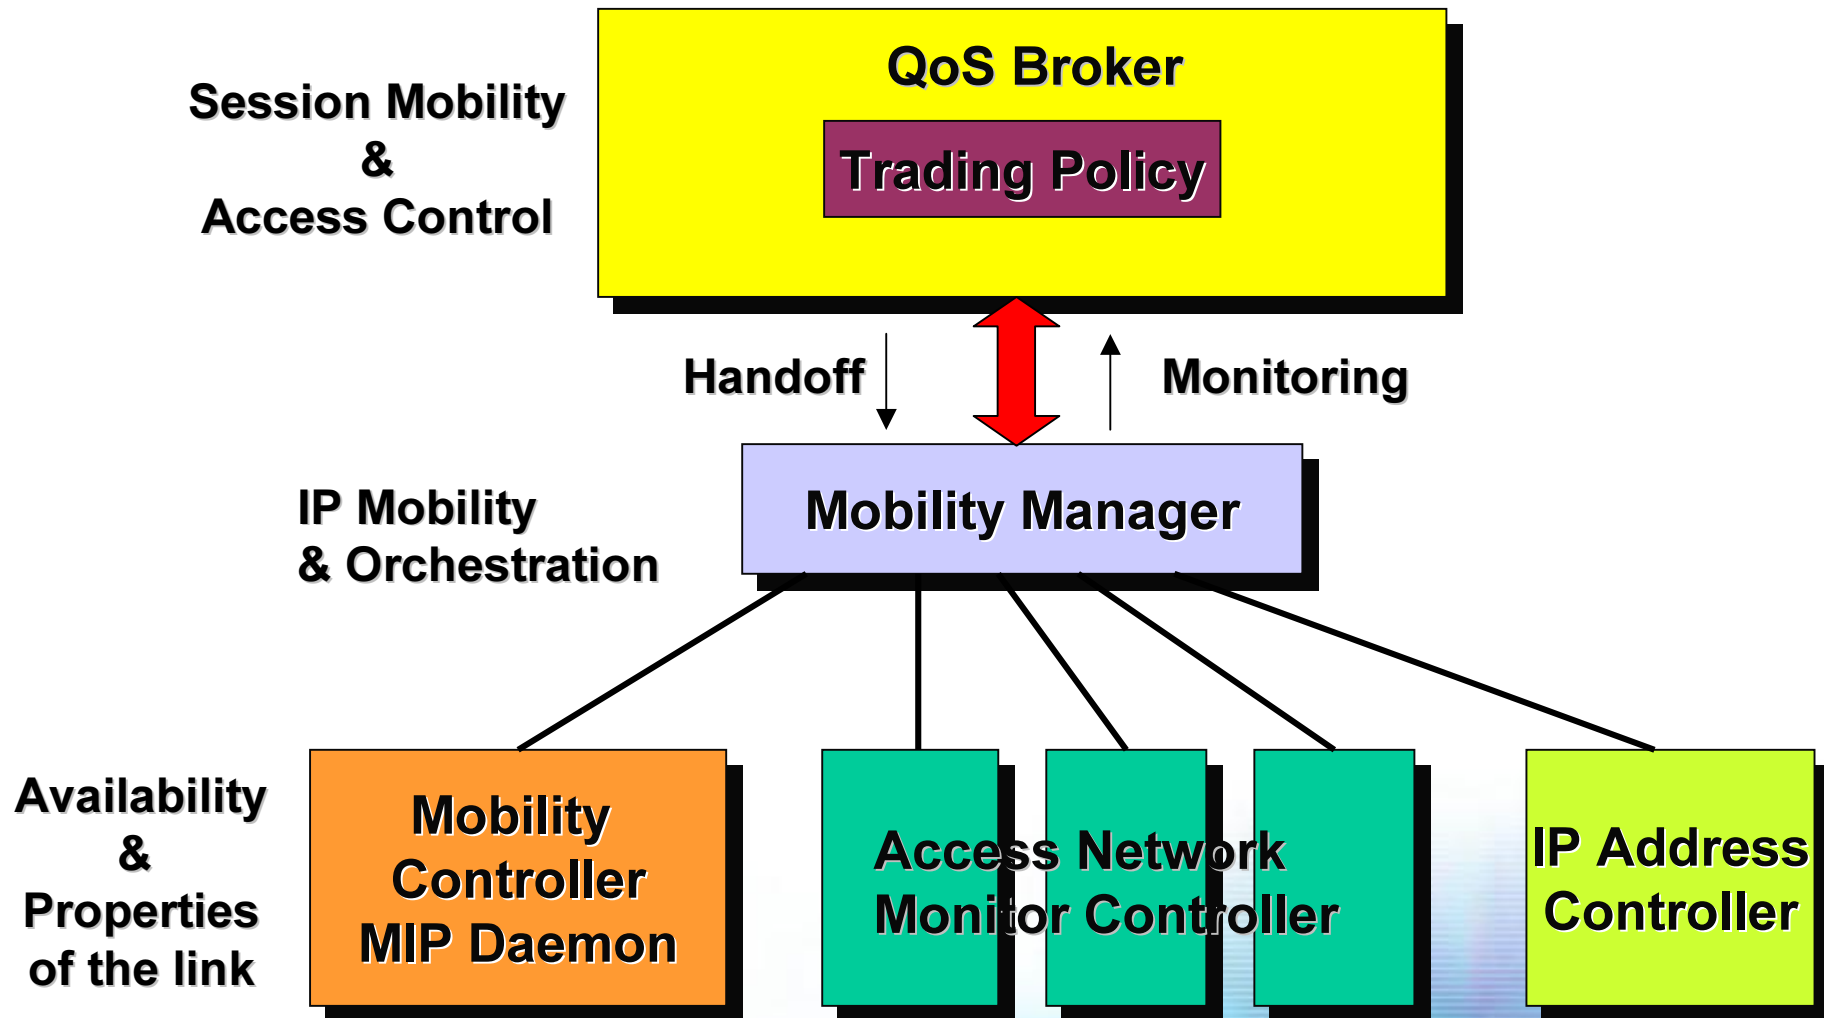 QoS Broker
Trading Policy
Session Mobility
&
Access Control
Handoff
Monitoring
Mobility Manager
IP Mobility
& Orchestration
Availability
&
Properties
of the link
Mobility
Controller
MIP Daemon
Access Network
Monitor Controller
IP Address
Controller